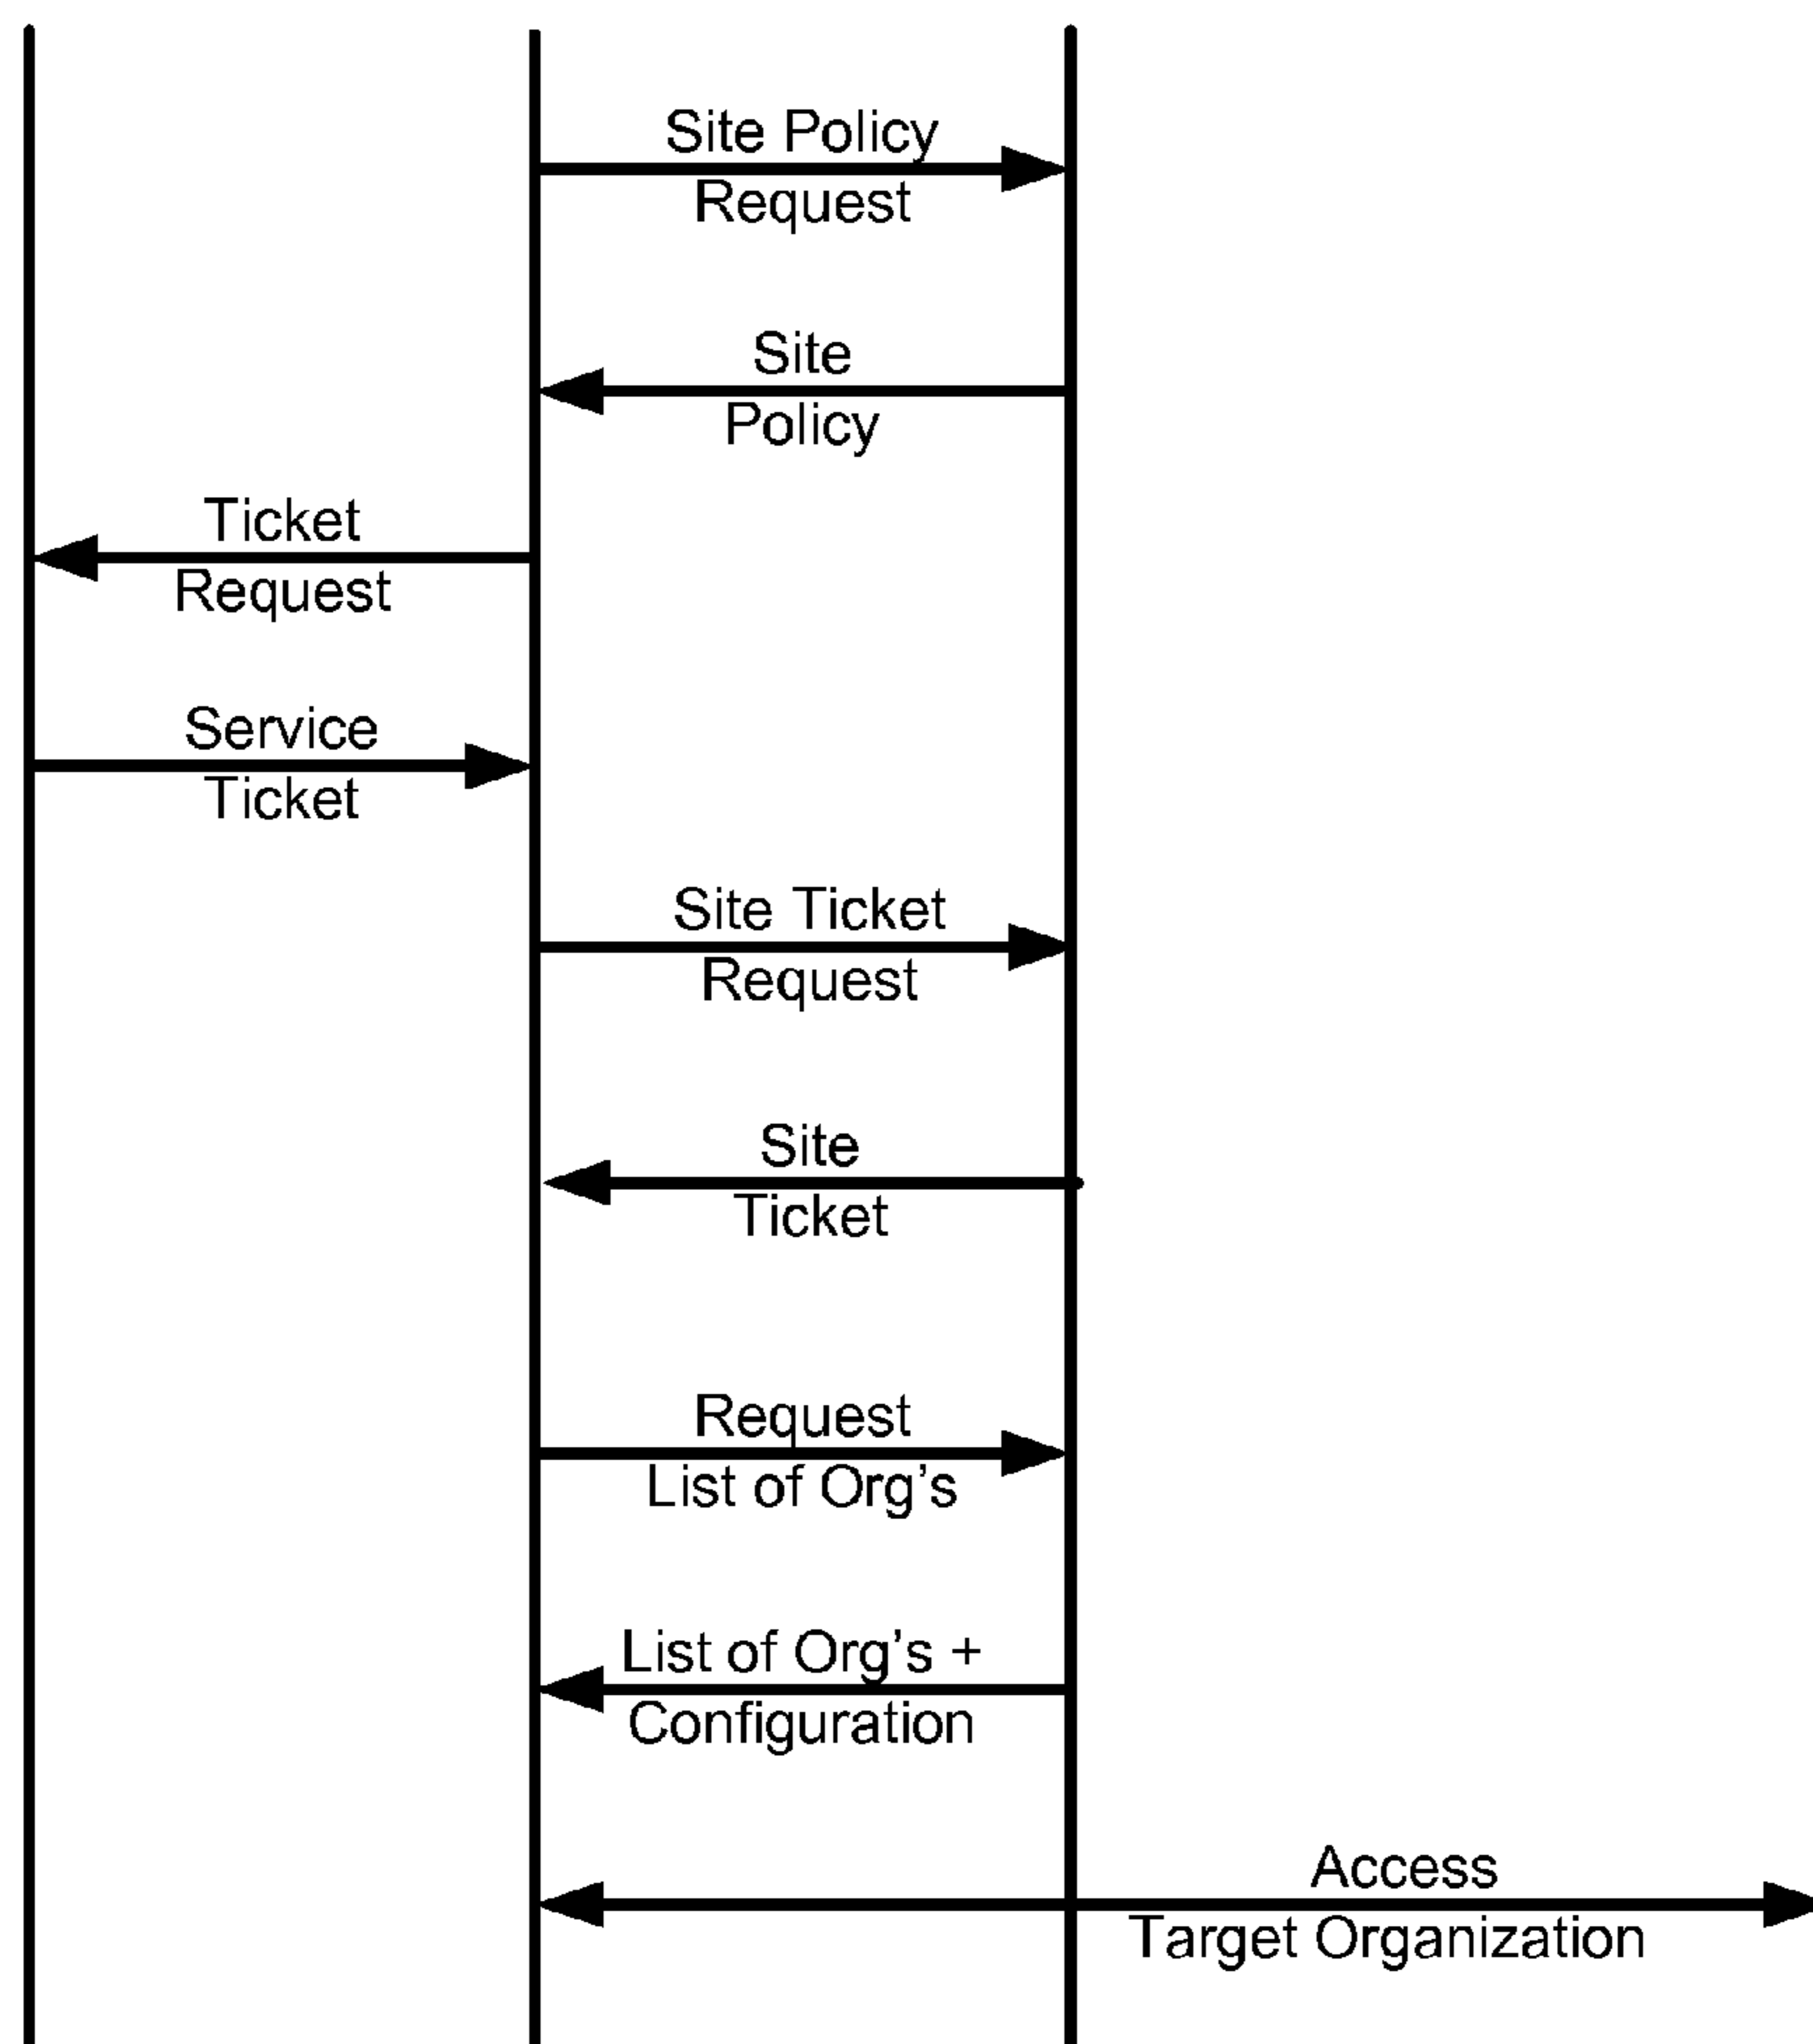 Site Policy
Request
Site
Policy
Ticket
Request
Service
Ticket
Site Ticket
Request
Site
Ticket
Request
List of Org's
List of Org's +
Configuration
Access
Target Organization